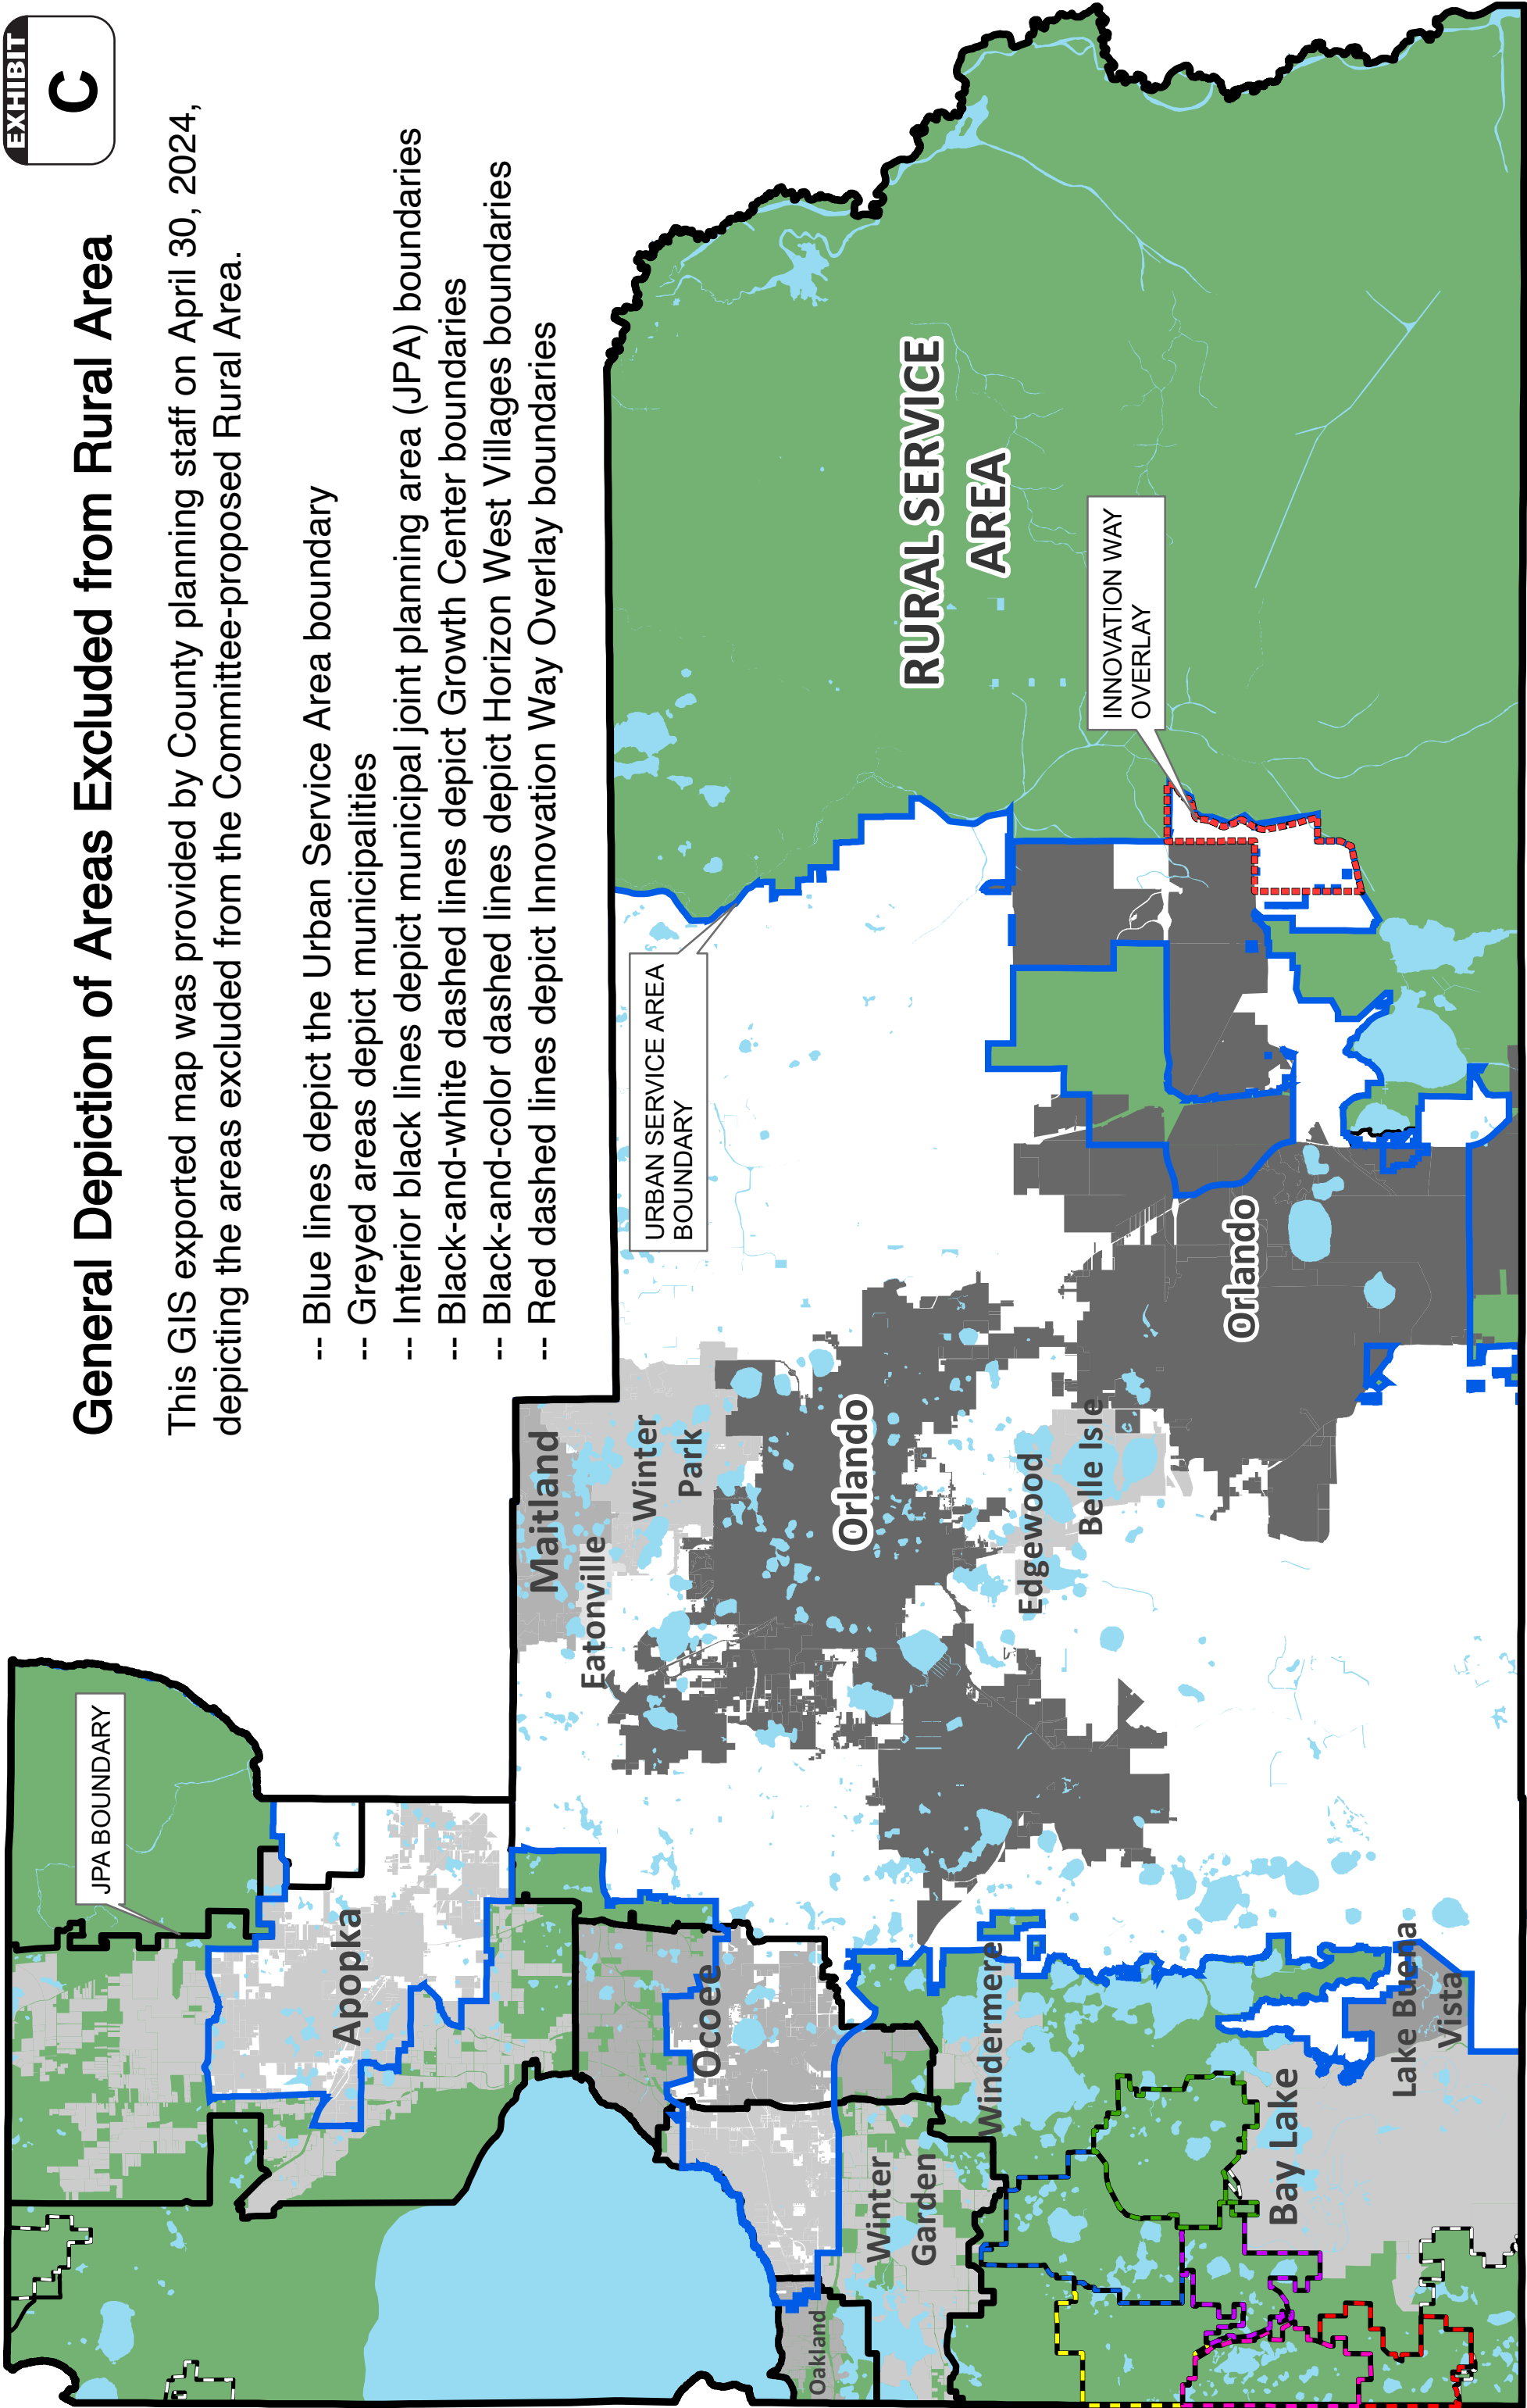 EXHIBIT
C
General Depiction of Areas Excluded from Rural Area
This GIS exported map was provided by County planning staff on April 30, 2024,
depicting the areas excluded from the Committee-proposed Rural Area.
-- Blue lines depict the Urban Service Area boundary
-- Greyed areas depict municipalities
-- Interior black lines depict municipal joint planning area (JPA) boundaries
-- Black-and-white dashed lines depict Growth Center boundaries
-- Black-and-color dashed lines depict Horizon West Villages boundaries
-- Red dashed lines depict Innovation Way Overlay boundaries
JPA BOUNDARY
Apopka
Maitland
Eatonville
Winter
Park
URBAN SERVICE AREA
BOUNDARY
Ocoee
Orlando
RURAL SERVICE
AREA
Oakland
Winter
Garden
Windermere
Edgewood
Belle Isle
INNOVATION WAY
OVERLAY
Orlando
Bay Lake
Lake Buena
Vista